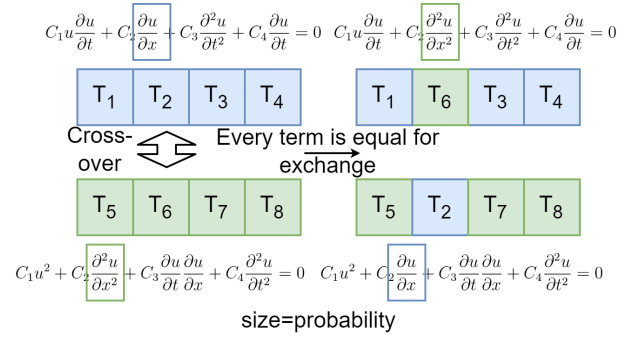 C₁u ∂u/∂t + C₂ ∂u/∂x + C₃ ∂²u/∂t² + C₄ ∂u/∂t = 0
C₁u ∂u/∂t + C₂ ∂²u/∂x² + C₃ ∂²u/∂t² + C₄ ∂u/∂t = 0
T₁ T₂ T₃ T₄
T₁ T₆ T₃ T₄
Cross-
over
Every term is equal for
exchange
T₅ T₆ T₇ T₈
T₅ T₂ T₇ T₈
C₁u² + C₂ ∂²u/∂x² + C₃ ∂u/∂t ∂u/∂x + C₄ ∂²u/∂t² = 0
C₁u² + C₂ ∂u/∂x + C₃ ∂u/∂t ∂u/∂x + C₄ ∂²u/∂t² = 0
size=probability